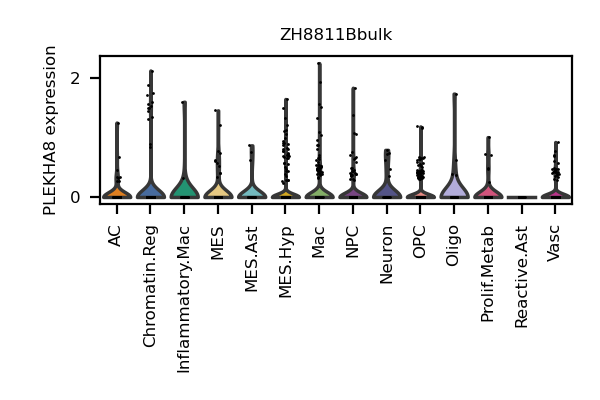 ZH8811Bbulk
PLEKHA8 expression
2
0
AC
Chromatin.Reg
Inflammatory.Mac
MES
MES.Ast
MES.Hyp
Mac
NPC
Neuron
OPC
Oligo
Prolif.Metab
Reactive.Ast
Vasc